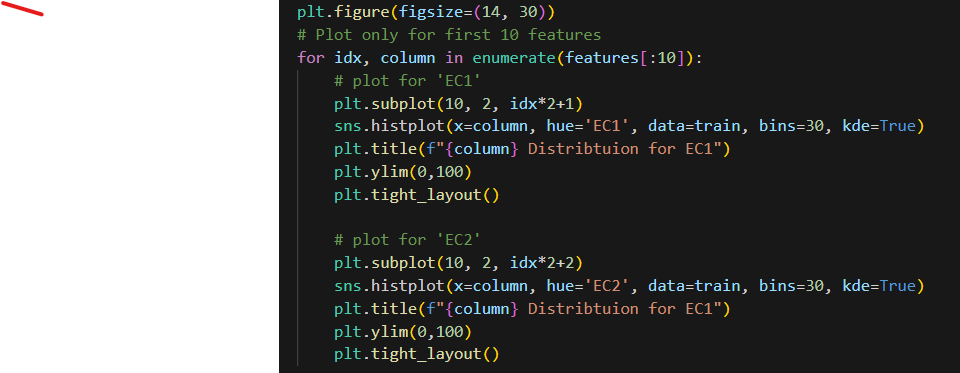 plt.figure(figsize=(14, 30))
# Plot only for first 10 features
for idx, column in enumerate(features[:10]):
    # plot for 'EC1'
    plt.subplot(10, 2, idx*2+1)
    sns.histplot(x=column, hue='EC1', data=train, bins=30, kde=True)
    plt.title(f"{column} Distribtuion for EC1")
    plt.ylim(0,100)
    plt.tight_layout()

    # plot for 'EC2'
    plt.subplot(10, 2, idx*2+2)
    sns.histplot(x=column, hue='EC2', data=train, bins=30, kde=True)
    plt.title(f"{column} Distribtuion for EC1")
    plt.ylim(0,100)
    plt.tight_layout()